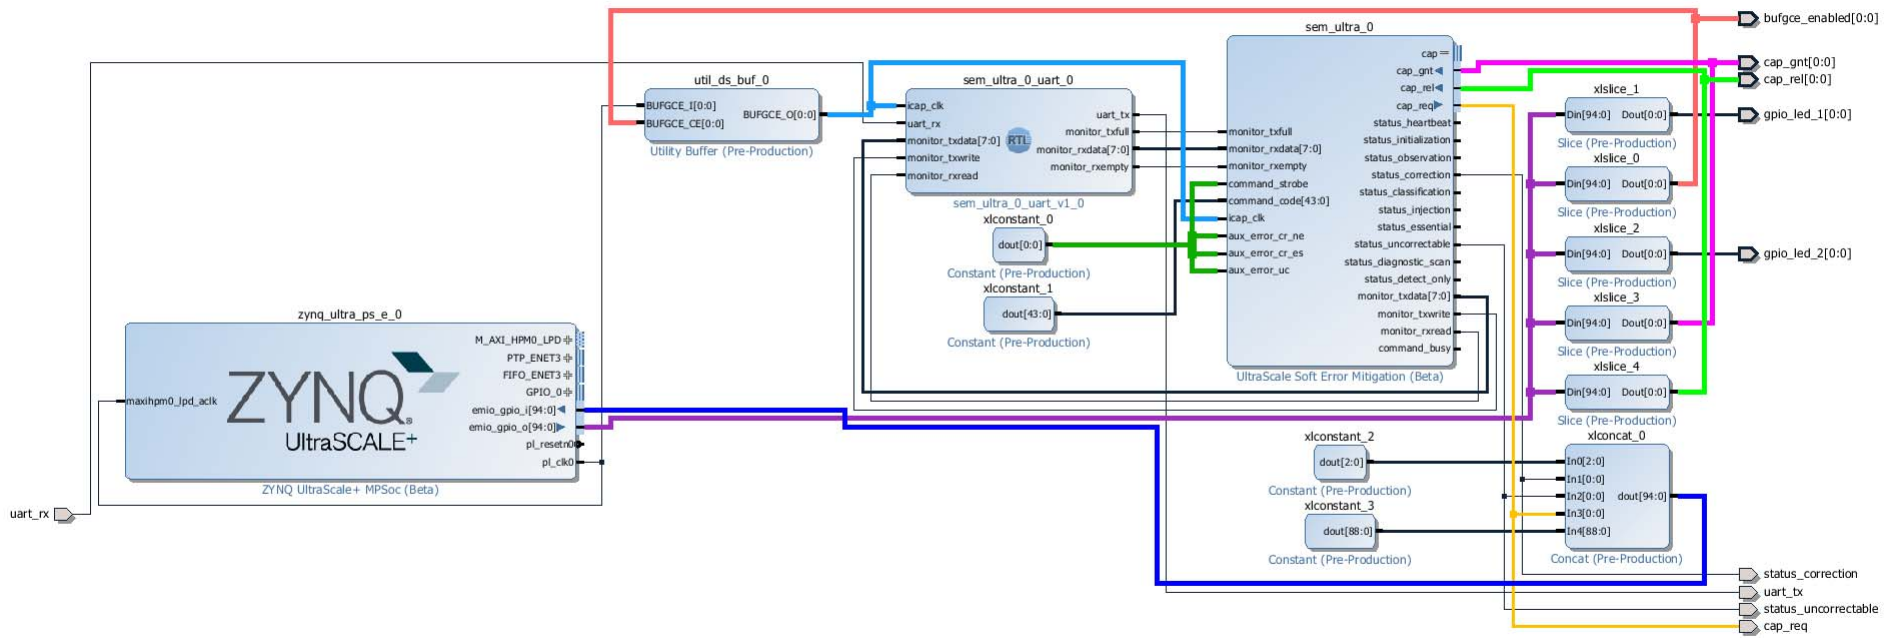 bufgce_enabled[0:0]
sem_ultra_0
cap
cap_gnt
cap_rel
cap_req
status_heartbeat
status_initialization
status_observation
status_correction
status_classification
status_injection
status_essential
status_uncorrectable
status_diagnostic_scan
status_detect_only
monitor_txdata[7:0]
monitor_txwrite
monitor_rxread
command_busy
monitor_txfull
monitor_rxdata[7:0]
monitor_rxempty
command_strobe
command_code[43:0]
icap_clk
aux_error_cr_ne
aux_error_cr_es
aux_error_uc
UltraScale Soft Error Mitigation (Beta)
cap_gnt[0:0]
cap_rel[0:0]
util_ds_buf_0
BUFGCE_I[0:0]
BUFGCE_CE[0:0]
BUFGCE_O[0:0]
Utility Buffer (Pre-Production)
sem_ultra_0_uart_0
icap_clk
uart_rx
monitor_txdata[7:0]
monitor_txwrite
monitor_rxread
RTL
uart_tx
monitor_txfull
monitor_rxdata[7:0]
monitor_rxempty
sem_ultra_0_uart_v1_0
xlconstant_0
dout[0:0]
Constant (Pre-Production)
xlconstant_1
dout[43:0]
Constant (Pre-Production)
xlslice_1
Din[94:0] Dout[0:0]
Slice (Pre-Production)
gpio_led_1[0:0]
xlslice_0
Din[94:0] Dout[0:0]
Slice (Pre-Production)
xlslice_2
Din[94:0] Dout[0:0]
Slice (Pre-Production)
gpio_led_2[0:0]
xlslice_3
Din[94:0] Dout[0:0]
Slice (Pre-Production)
xlslice_4
Din[94:0] Dout[0:0]
Slice (Pre-Production)
zynq_ultra_ps_e_0
maxihpm0_lpd_aclk
ZYNQ®
UltraSCALE+
M_AXI_HPM0_LPD
PTP_ENET3
FIFO_ENET3
GPIO_0
emio_gpio_i[94:0]
emio_gpio_o[94:0]
pl_resetn0
pl_clk0
ZYNQ UltraScale+ MPSoc (Beta)
uart_rx
xlconstant_2
dout[2:0]
Constant (Pre-Production)
xlconstant_3
dout[88:0]
Constant (Pre-Production)
xlconcat_0
In0[2:0]
In1[0:0]
In2[0:0]
In3[0:0]
In4[88:0]
dout[94:0]
Concat (Pre-Production)
status_correction
uart_tx
status_uncorrectable
cap_req